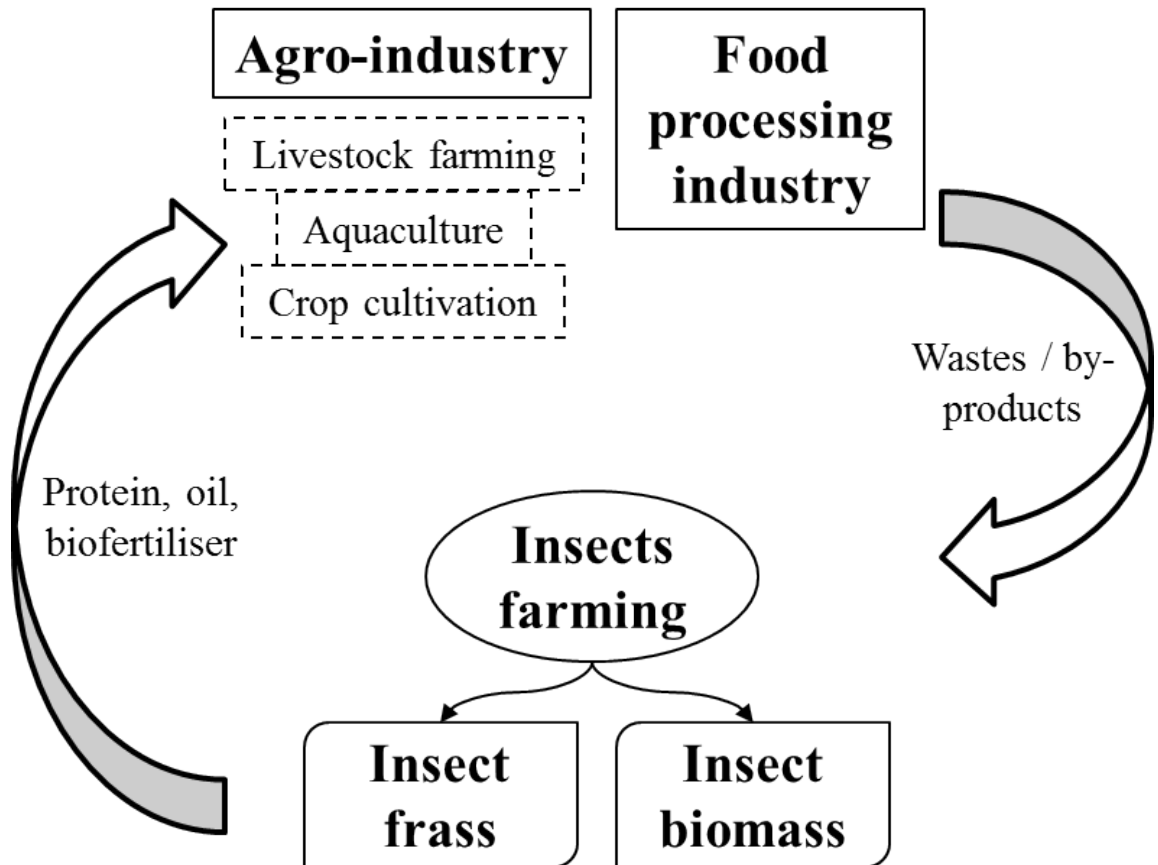 Agro-industry
Livestock farming
Aquaculture
Crop cultivation
Food
processing
industry
Wastes / by-
products
Protein, oil,
biofertiliser
Insects
farming
Insect
frass
Insect
biomass